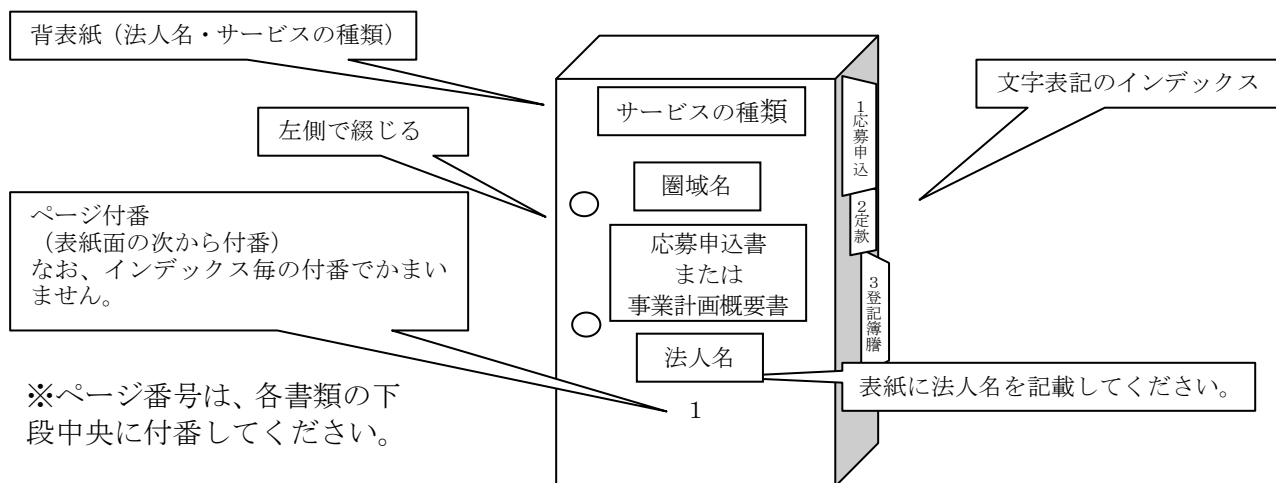 背表紙（法人名・サービスの種類）
文字表記のインデックス
サービスの種類
左側で綴じる
1応募申込
圏域名
2定款
ページ付番
（表紙面の次から付番）
なお、インデックス毎の付番でかまい
ません。
応募申込書
または
事業計画概要書
3登記簿謄
法人名
表紙に法人名を記載してください。
※ページ番号は、各書類の下
段中央に付番してください。
1